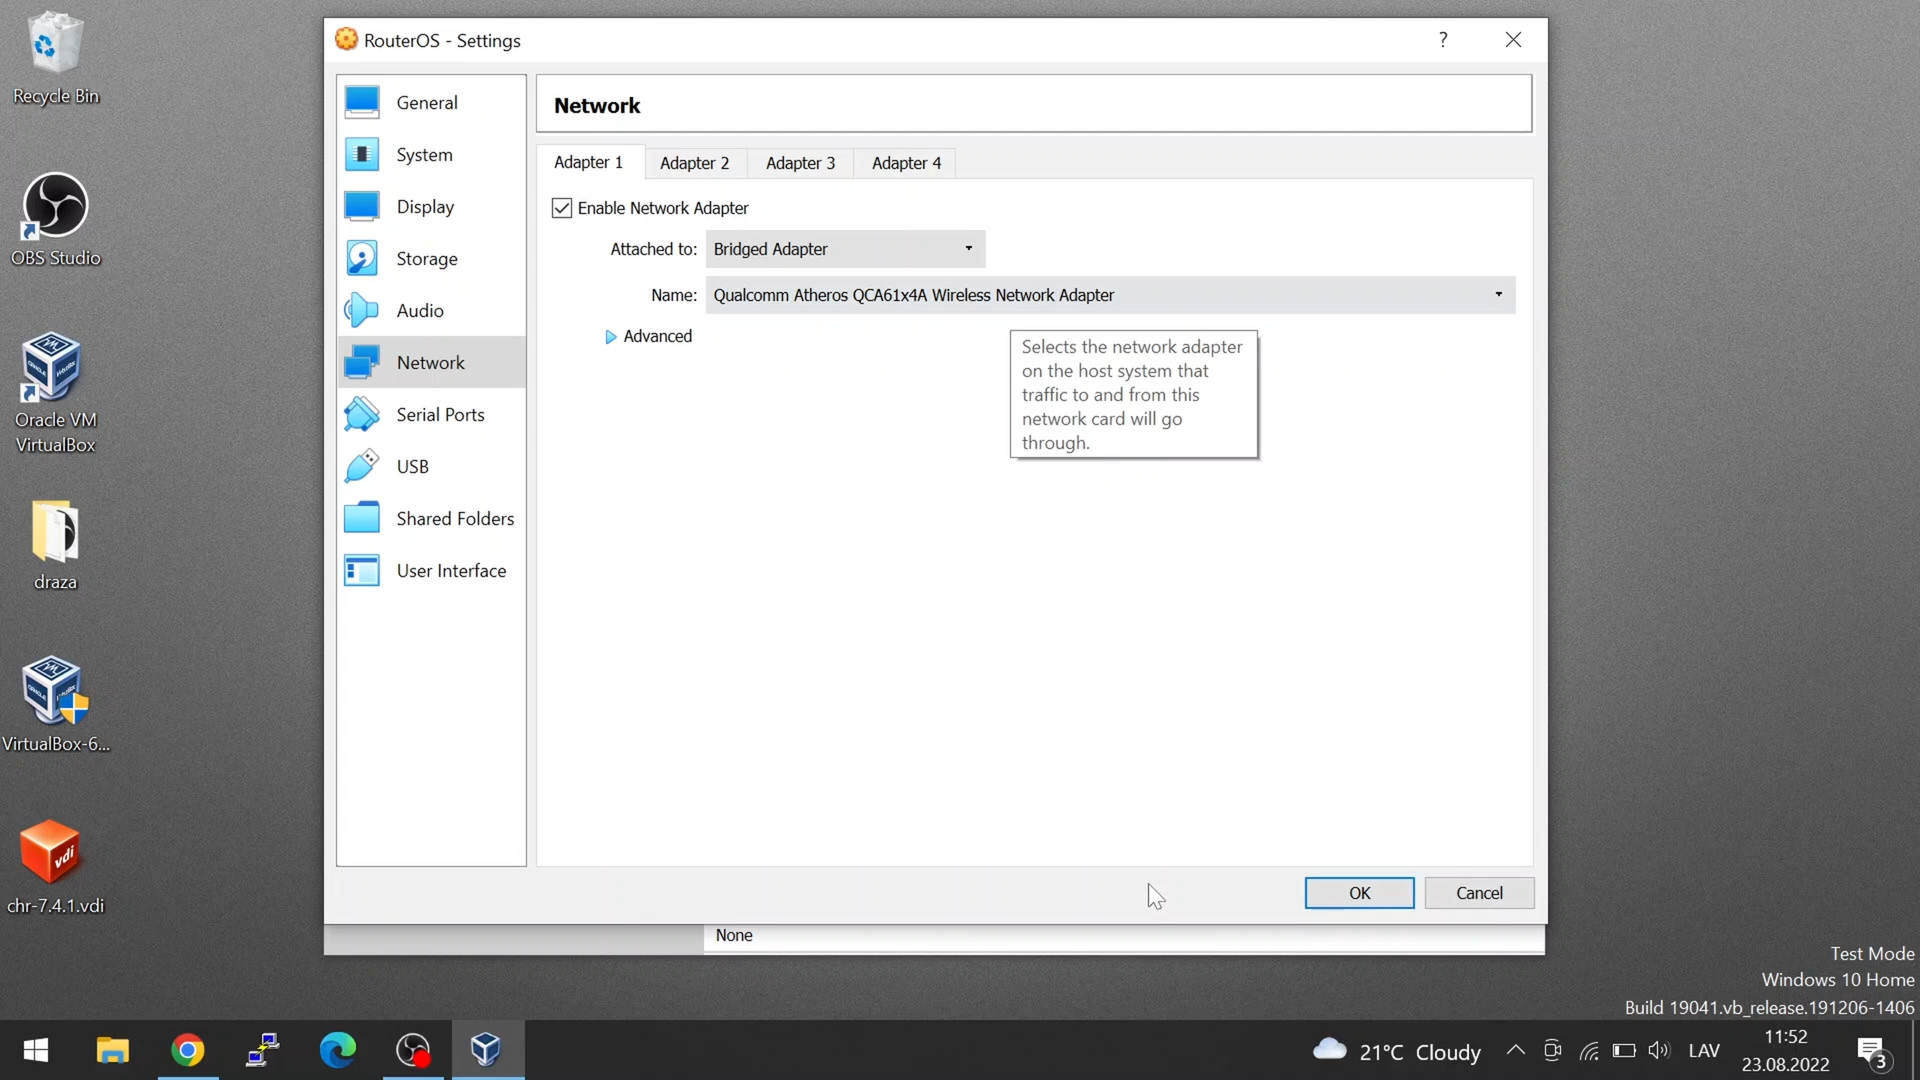 Recycle Bin
OBS Studio
Oracle VM
VirtualBox
draza
VirtualBox-6...
vdi
chr-7.4.1.vdi
RouterOS - Settings
?
General
System
Display
Storage
Audio
Network
Serial Ports
USB
Shared Folders
User Interface
Network
Adapter 1 Adapter 2 Adapter 3 Adapter 4
Enable Network Adapter
Attached to: Bridged Adapter
Name: Qualcomm Atheros QCA61x4A Wireless Network Adapter
Advanced
Selects the network adapter
on the host system that
traffic to and from this
network card will go
through.
OK Cancel
None
Test Mode
Windows 10 Home
Build 19041.vb_release.191206-1406
21°C Cloudy
LAV
11:52
23.08.2022
3